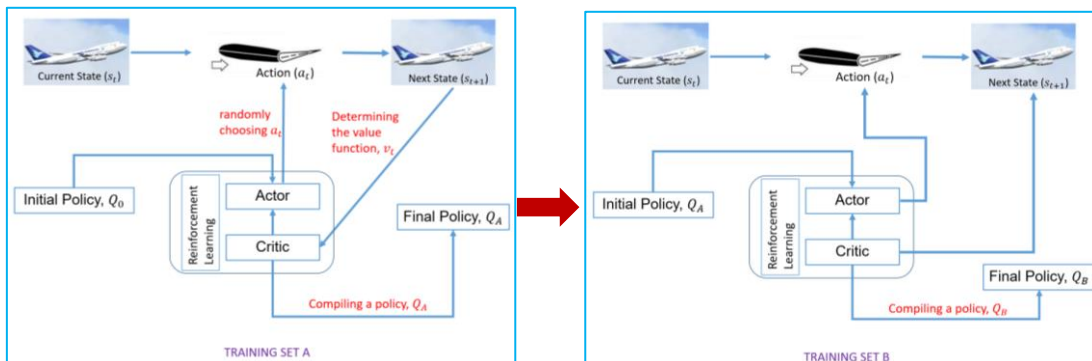 Current State (sₜ)
Action (aₜ)
Next State (sₜ₊₁)
randomly
choosing aₜ
Determining
the value
function, vₜ
Initial Policy, Q₀
Reinforcement
Learning
Actor
Critic
Final Policy, Q_A
Compiling a policy, Q_A
TRAINING SET A
Current State (sₜ)
Action (aₜ)
Next State (sₜ₊₁)
Initial Policy, Q_A
Reinforcement
Learning
Actor
Critic
Final Policy, Q_B
Compiling a policy, Q_B
TRAINING SET B